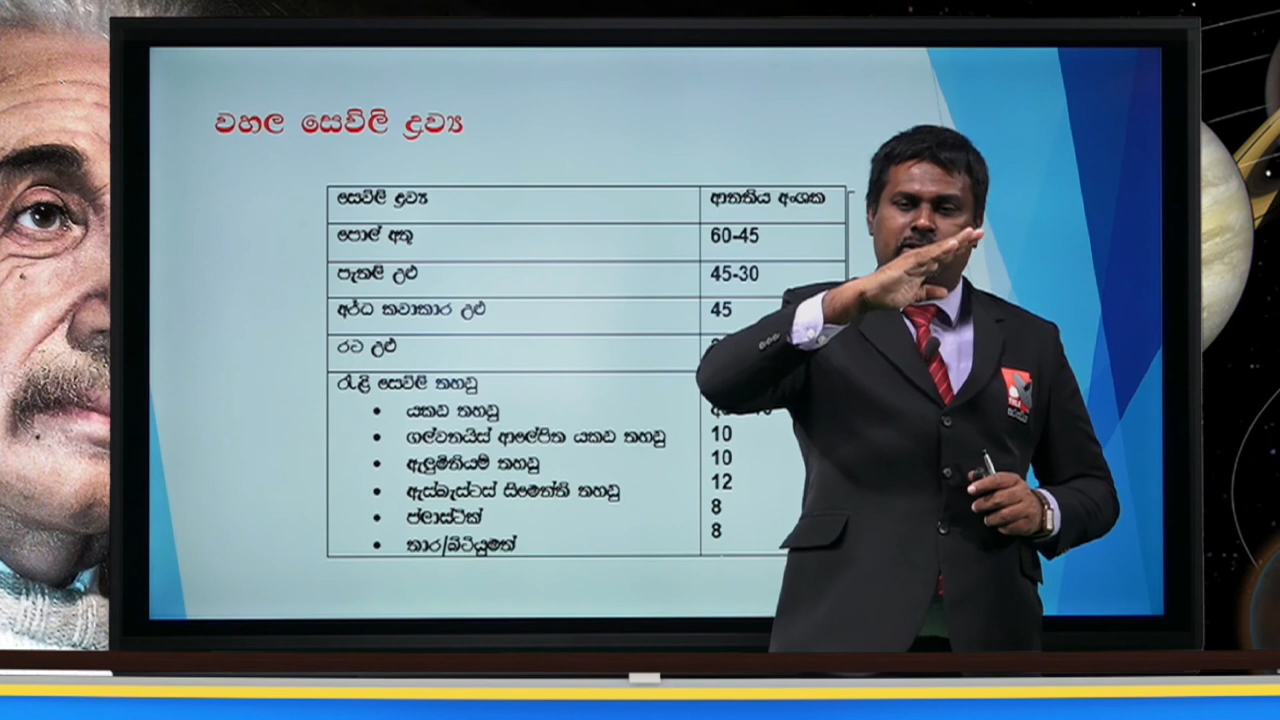 වහල සෙවිලි ද්‍රව්‍ය
සෙවිලි ද්‍රව්‍ය ආනතිය අංශක
පොල් අතු 60-45
පැතලි උළු 45-30
අර්ධ කවාකාර උළු 45
රට උළු
රැළි සෙවිලි තහඩු
• යකඩ තහඩු
• ගල්වනයිස් ආලේපිත යකඩ තහඩු 10
• ඇලුමිනියම් තහඩු 10
• ඇස්බැස්ටස් සිමෙන්ති තහඩු 12
• ප්ලාස්ටික් 8
• තාර/බිටියුමන් 8